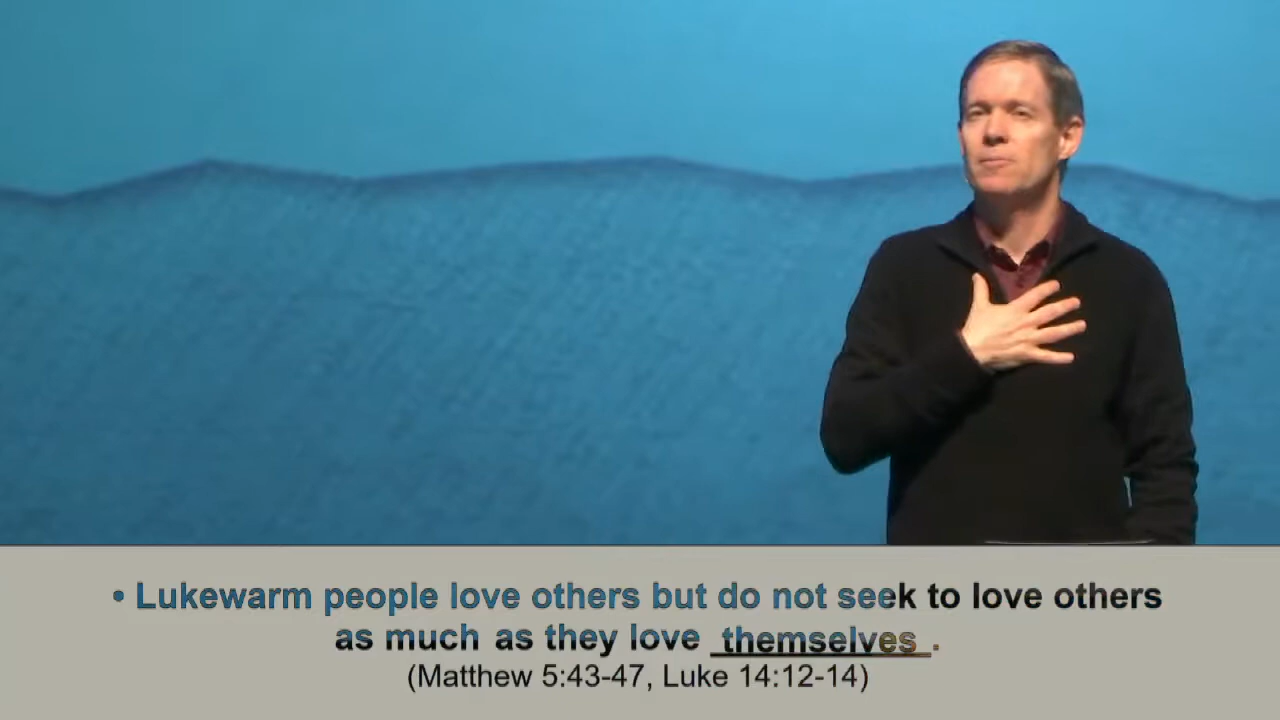 • Lukewarm people love others but do not seek to love others
as much as they love themselves.
(Matthew 5:43-47, Luke 14:12-14)